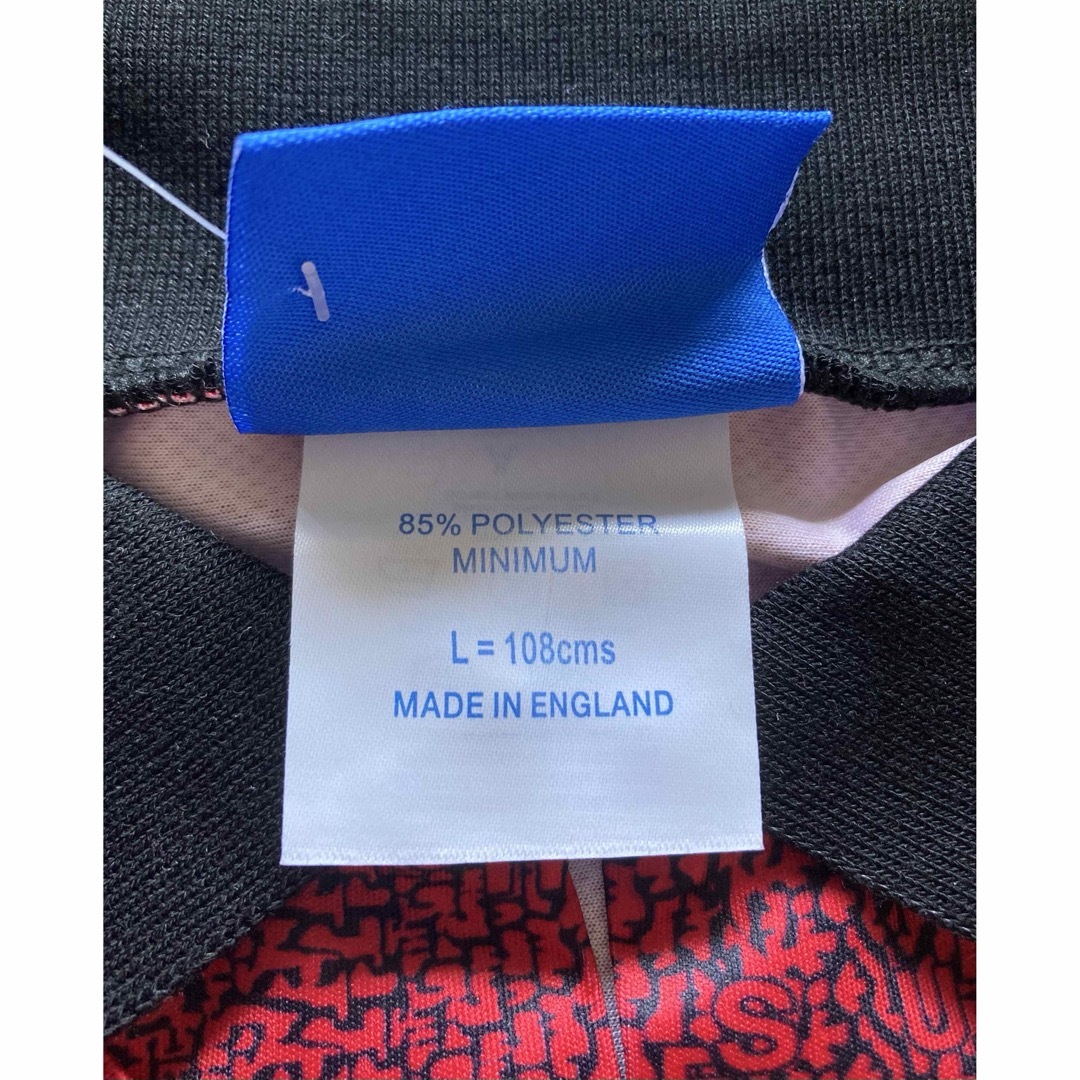 85% POLYESTER
MINIMUM
L = 108cms
MADE IN ENGLAND